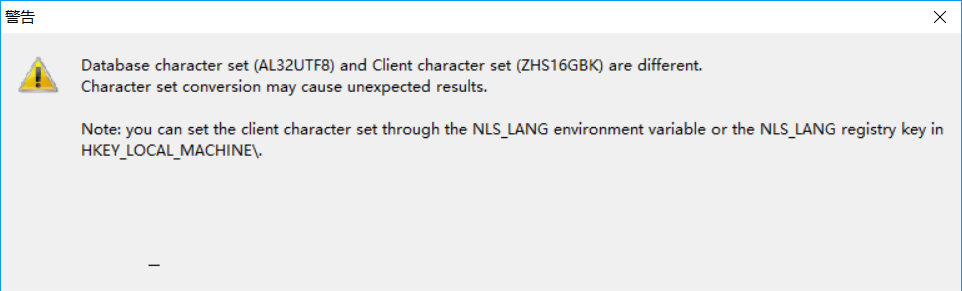 警告
Database character set (AL32UTF8) and Client character set (ZHS16GBK) are different.
Character set conversion may cause unexpected results.
Note: you can set the client character set through the NLS_LANG environment variable or the NLS_LANG registry key in
HKEY_LOCAL_MACHINE\.